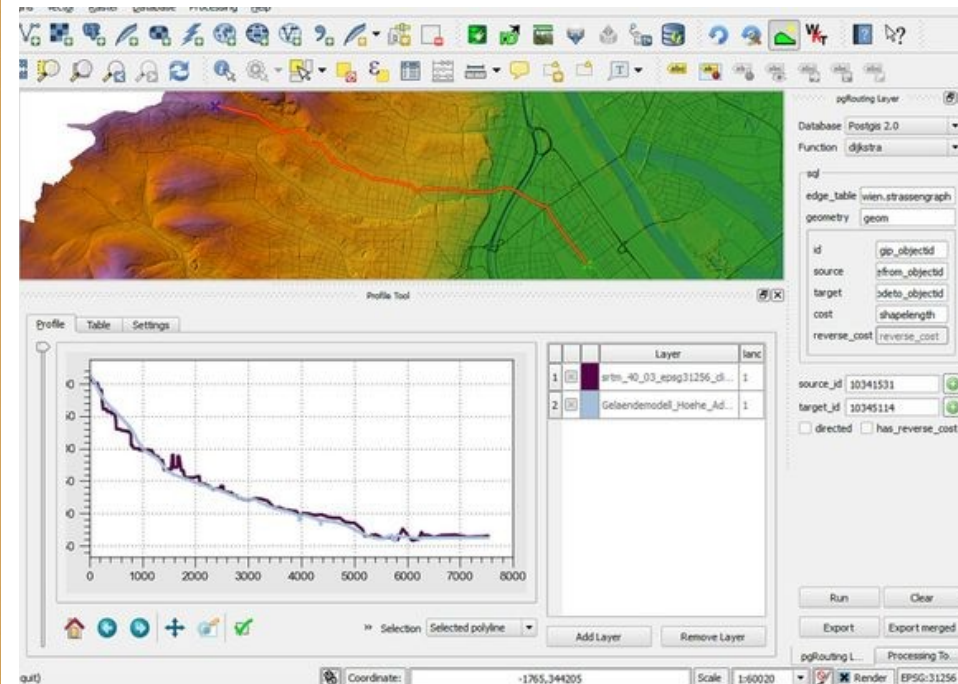 Vector Raster Database Processing Help
pgRouting Layer
Database Postgis 2.0
Function dijkstra
sql
edge_table wien.strassengraph
geometry geom
id gip_objectid
source efrom_objectid
target odeto_objectid
cost shapelength
reverse_cost reverse_cost
source_id 10341531
target_id 10345114
directed has_reverse_cost
Run Clear
Export Export merged
pgRouting L... Processing To...
Profile Tool
Profile Table Settings
0 1000 2000 3000 4000 5000 6000 7000 8000
Selection Selected polyline
Layer lanc
1 srtm_40_03_epsg31256_cli... 1
2 Gelaendemodell_Hoehe_Ad... 1
Add Layer Remove Layer
quit) Coordinate: -1765,344205 Scale 1:60020 Render EPSG:31256